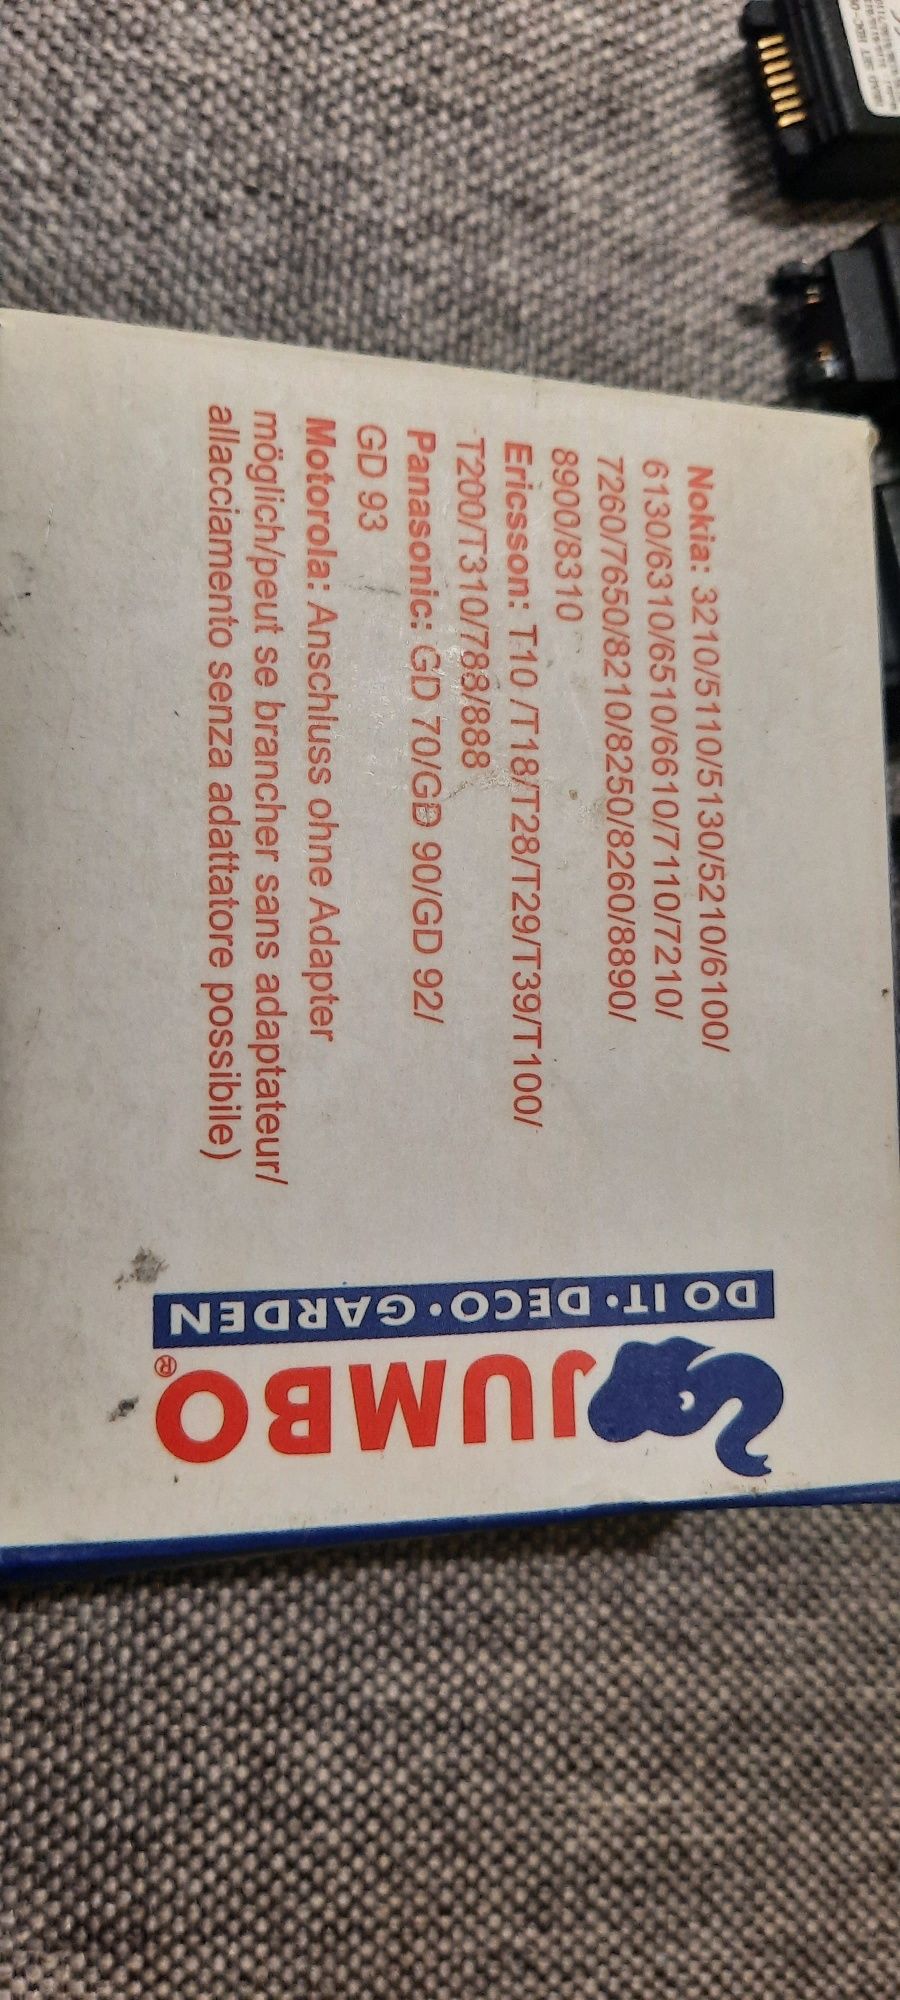 Nokia: 3210/5110/5130/5210/6100/
6130/6310/6510/6610/7110/7210/
7260/7650/8210/8250/8260/8890/
8900/8310
Ericsson: T10 /T18/T28/T29/T39/T100/
T200/T310/788/888
Panasonic: GD 70/GD 90/GD 92/
GD 93
Motorola: Anschluss ohne Adapter
möglich/peut se brancher sans adaptateur/
allacciamento senza adattatore possibile)
JUMBO®
DO IT·DECO·GARDEN